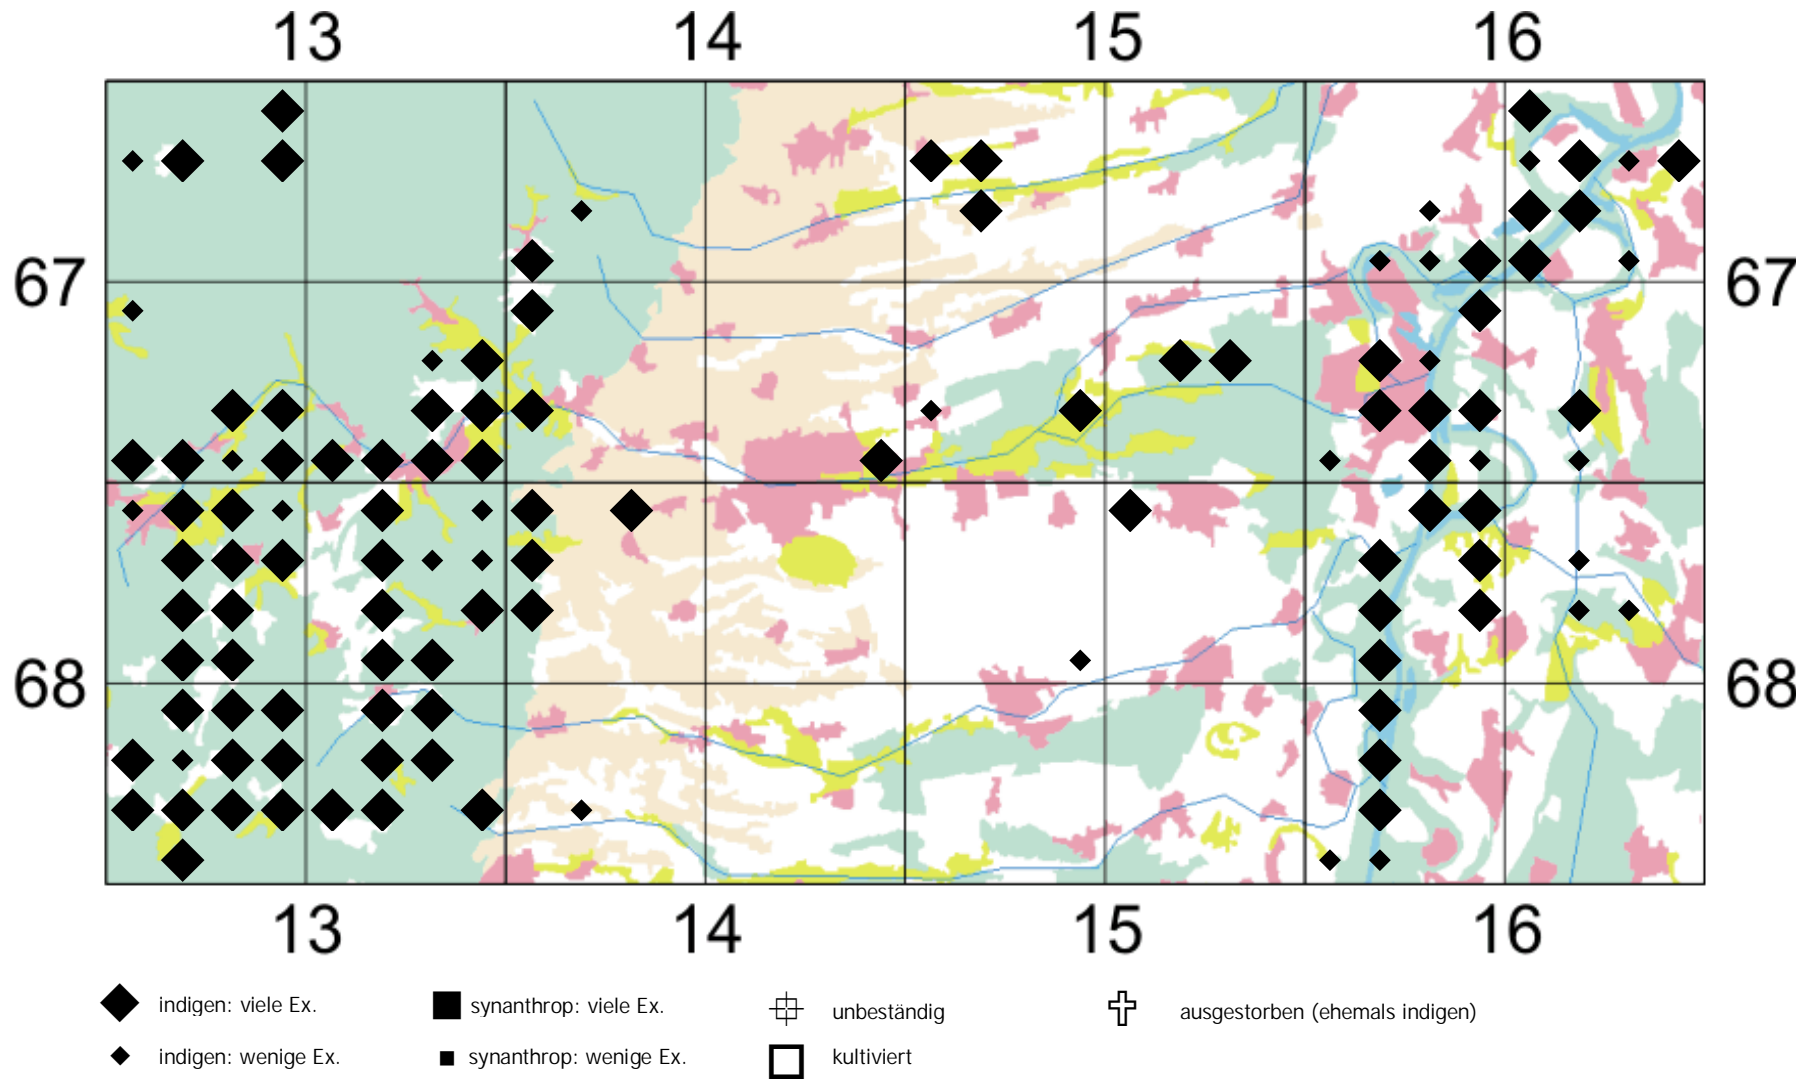 13 14 15 16
67 67
68 68
13 14 15 16
indigen: viele Ex. synanthrop: viele Ex. unbeständig ausgestorben (ehemals indigen)
indigen: wenige Ex. synanthrop: wenige Ex. kultiviert